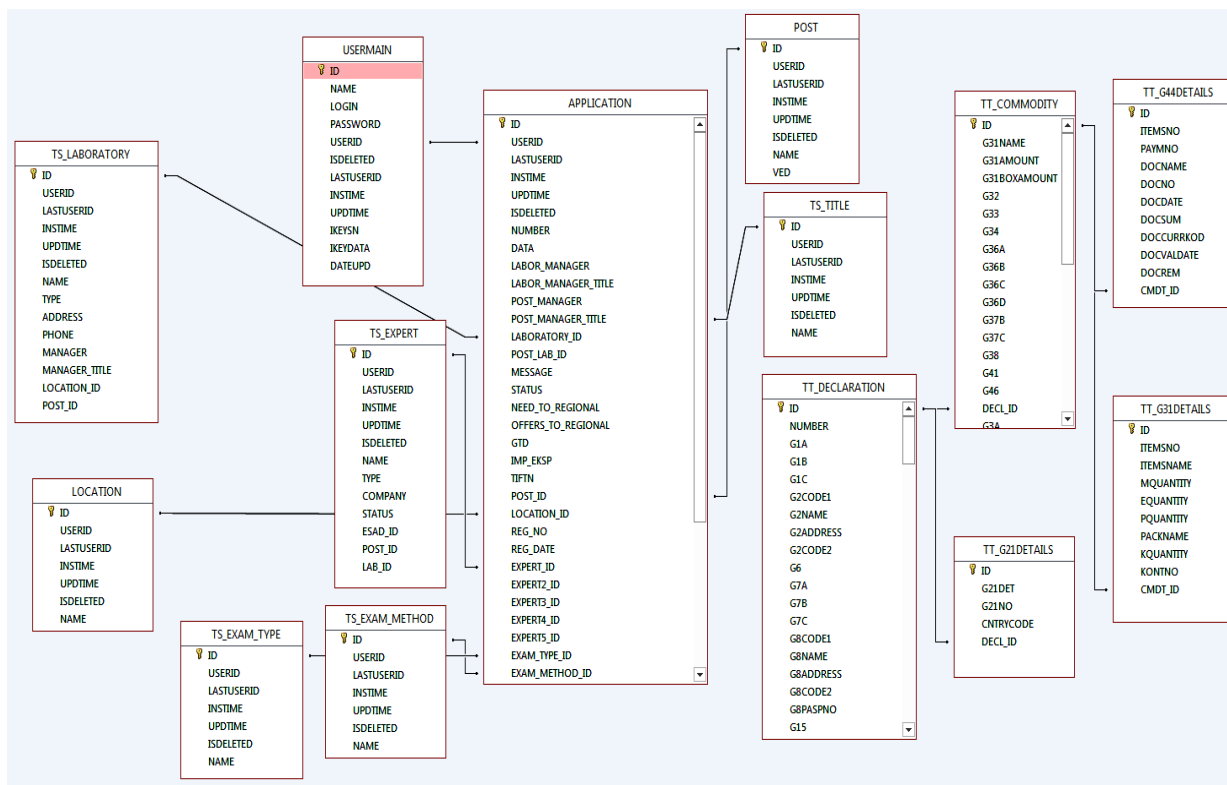 USERMAIN
ID
NAME
LOGIN
PASSWORD
USERID
ISDELETED
LASTUSERID
INSTIME
UPDTIME
IKEYSN
IKEYDATA
DATEUPD
POST
ID
USERID
LASTUSERID
INSTIME
UPDTIME
ISDELETED
NAME
VED
TS_LABORATORY
ID
USERID
LASTUSERID
INSTIME
UPDTIME
ISDELETED
NAME
TYPE
ADDRESS
PHONE
MANAGER
MANAGER_TITLE
LOCATION_ID
POST_ID
APPLICATION
ID
USERID
LASTUSERID
INSTIME
UPDTIME
ISDELETED
NUMBER
DATA
LABOR_MANAGER
LABOR_MANAGER_TITLE
POST_MANAGER
POST_MANAGER_TITLE
LABORATORY_ID
POST_LAB_ID
MESSAGE
STATUS
NEED_TO_REGIONAL
OFFERS_TO_REGIONAL
GTD
IMP_EKSP
TIFTN
POST_ID
LOCATION_ID
REG_NO
REG_DATE
EXPERT_ID
EXPERT2_ID
EXPERT3_ID
EXPERT4_ID
EXPERT5_ID
EXAM_TYPE_ID
EXAM_METHOD_ID
TT_COMMODITY
ID
G31NAME
G31AMOUNT
G31BOXAMOUNT
G32
G33
G34
G36A
G36B
G36C
G36D
G37B
G37C
G38
G41
G46
DECL_ID
G3A
TT_G44DETAILS
ID
ITEMSNO
PAYMNO
DOCNAME
DOCNO
DOCDATE
DOCSUM
DOCCURRKOD
DOCVALDATE
DOCREM
CMDT_ID
TS_TITLE
ID
USERID
LASTUSERID
INSTIME
UPDTIME
ISDELETED
NAME
TS_EXPERT
ID
USERID
LASTUSERID
INSTIME
UPDTIME
ISDELETED
NAME
TYPE
COMPANY
STATUS
ESAD_ID
POST_ID
LAB_ID
TT_DECLARATION
ID
NUMBER
G1A
G1B
G1C
G2CODE1
G2NAME
G2ADDRESS
G2CODE2
G6
G7A
G7B
G7C
G8CODE1
G8NAME
G8ADDRESS
G8CODE2
G8PASPNO
G15
TT_G31DETAILS
ID
ITEMSNO
ITEMSNAME
MQUANTITY
EQUANTITY
PQUANTITY
PACKNAME
KQUANTITY
KONTNO
CMDT_ID
LOCATION
ID
USERID
LASTUSERID
INSTIME
UPDTIME
ISDELETED
NAME
TT_G21DETAILS
ID
G21DET
G21NO
CNTRYCODE
DECL_ID
TS_EXAM_TYPE
ID
USERID
LASTUSERID
INSTIME
UPDTIME
ISDELETED
NAME
TS_EXAM_METHOD
ID
USERID
LASTUSERID
INSTIME
UPDTIME
ISDELETED
NAME